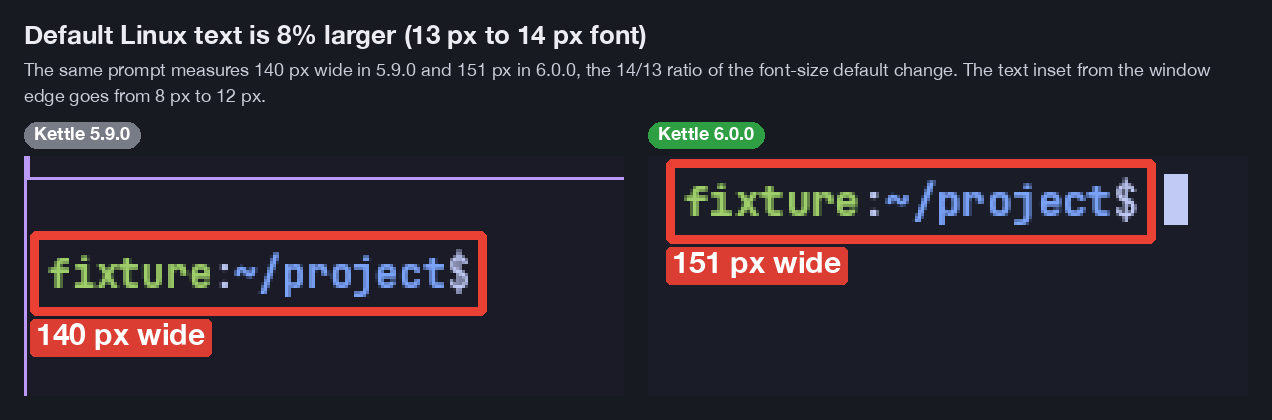 Default Linux text is 8% larger (13 px to 14 px font)
The same prompt measures 140 px wide in 5.9.0 and 151 px in 6.0.0, the 14/13 ratio of the font-size default change. The text inset from the window
edge goes from 8 px to 12 px.
Kettle 5.9.0
fixture:~/project$
140 px wide
Kettle 6.0.0
fixture:~/project$
151 px wide